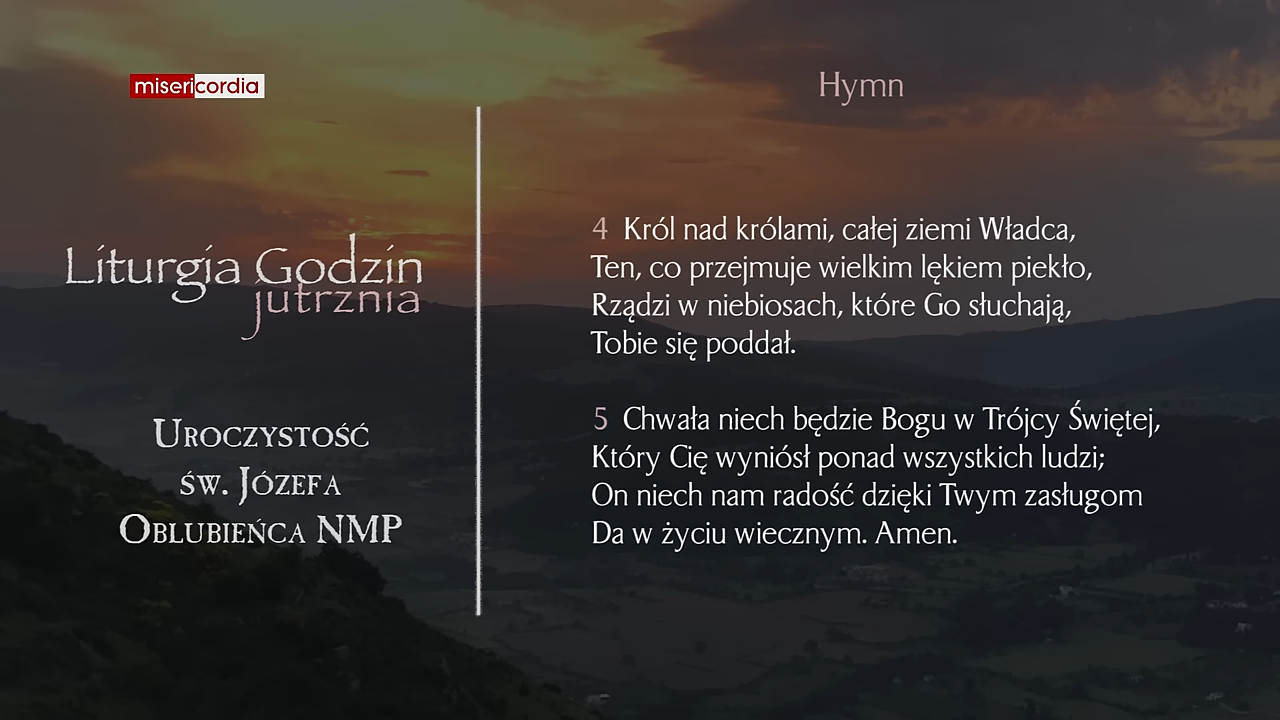 misericordia
Liturgia Godzin
jutrznia
Uroczystość
św. Józefa
Oblubieńca NMP
Hymn
4 Król nad królami, całej ziemi Władca,
Ten, co przejmuje wielkim lękiem piekło,
Rządzi w niebiosach, które Go słuchają,
Tobie się poddał.
5 Chwała niech będzie Bogu w Trójcy Świętej,
Który Cię wyniósł ponad wszystkich ludzi;
On niech nam radość dzięki Twym zasługom
Da w życiu wiecznym. Amen.